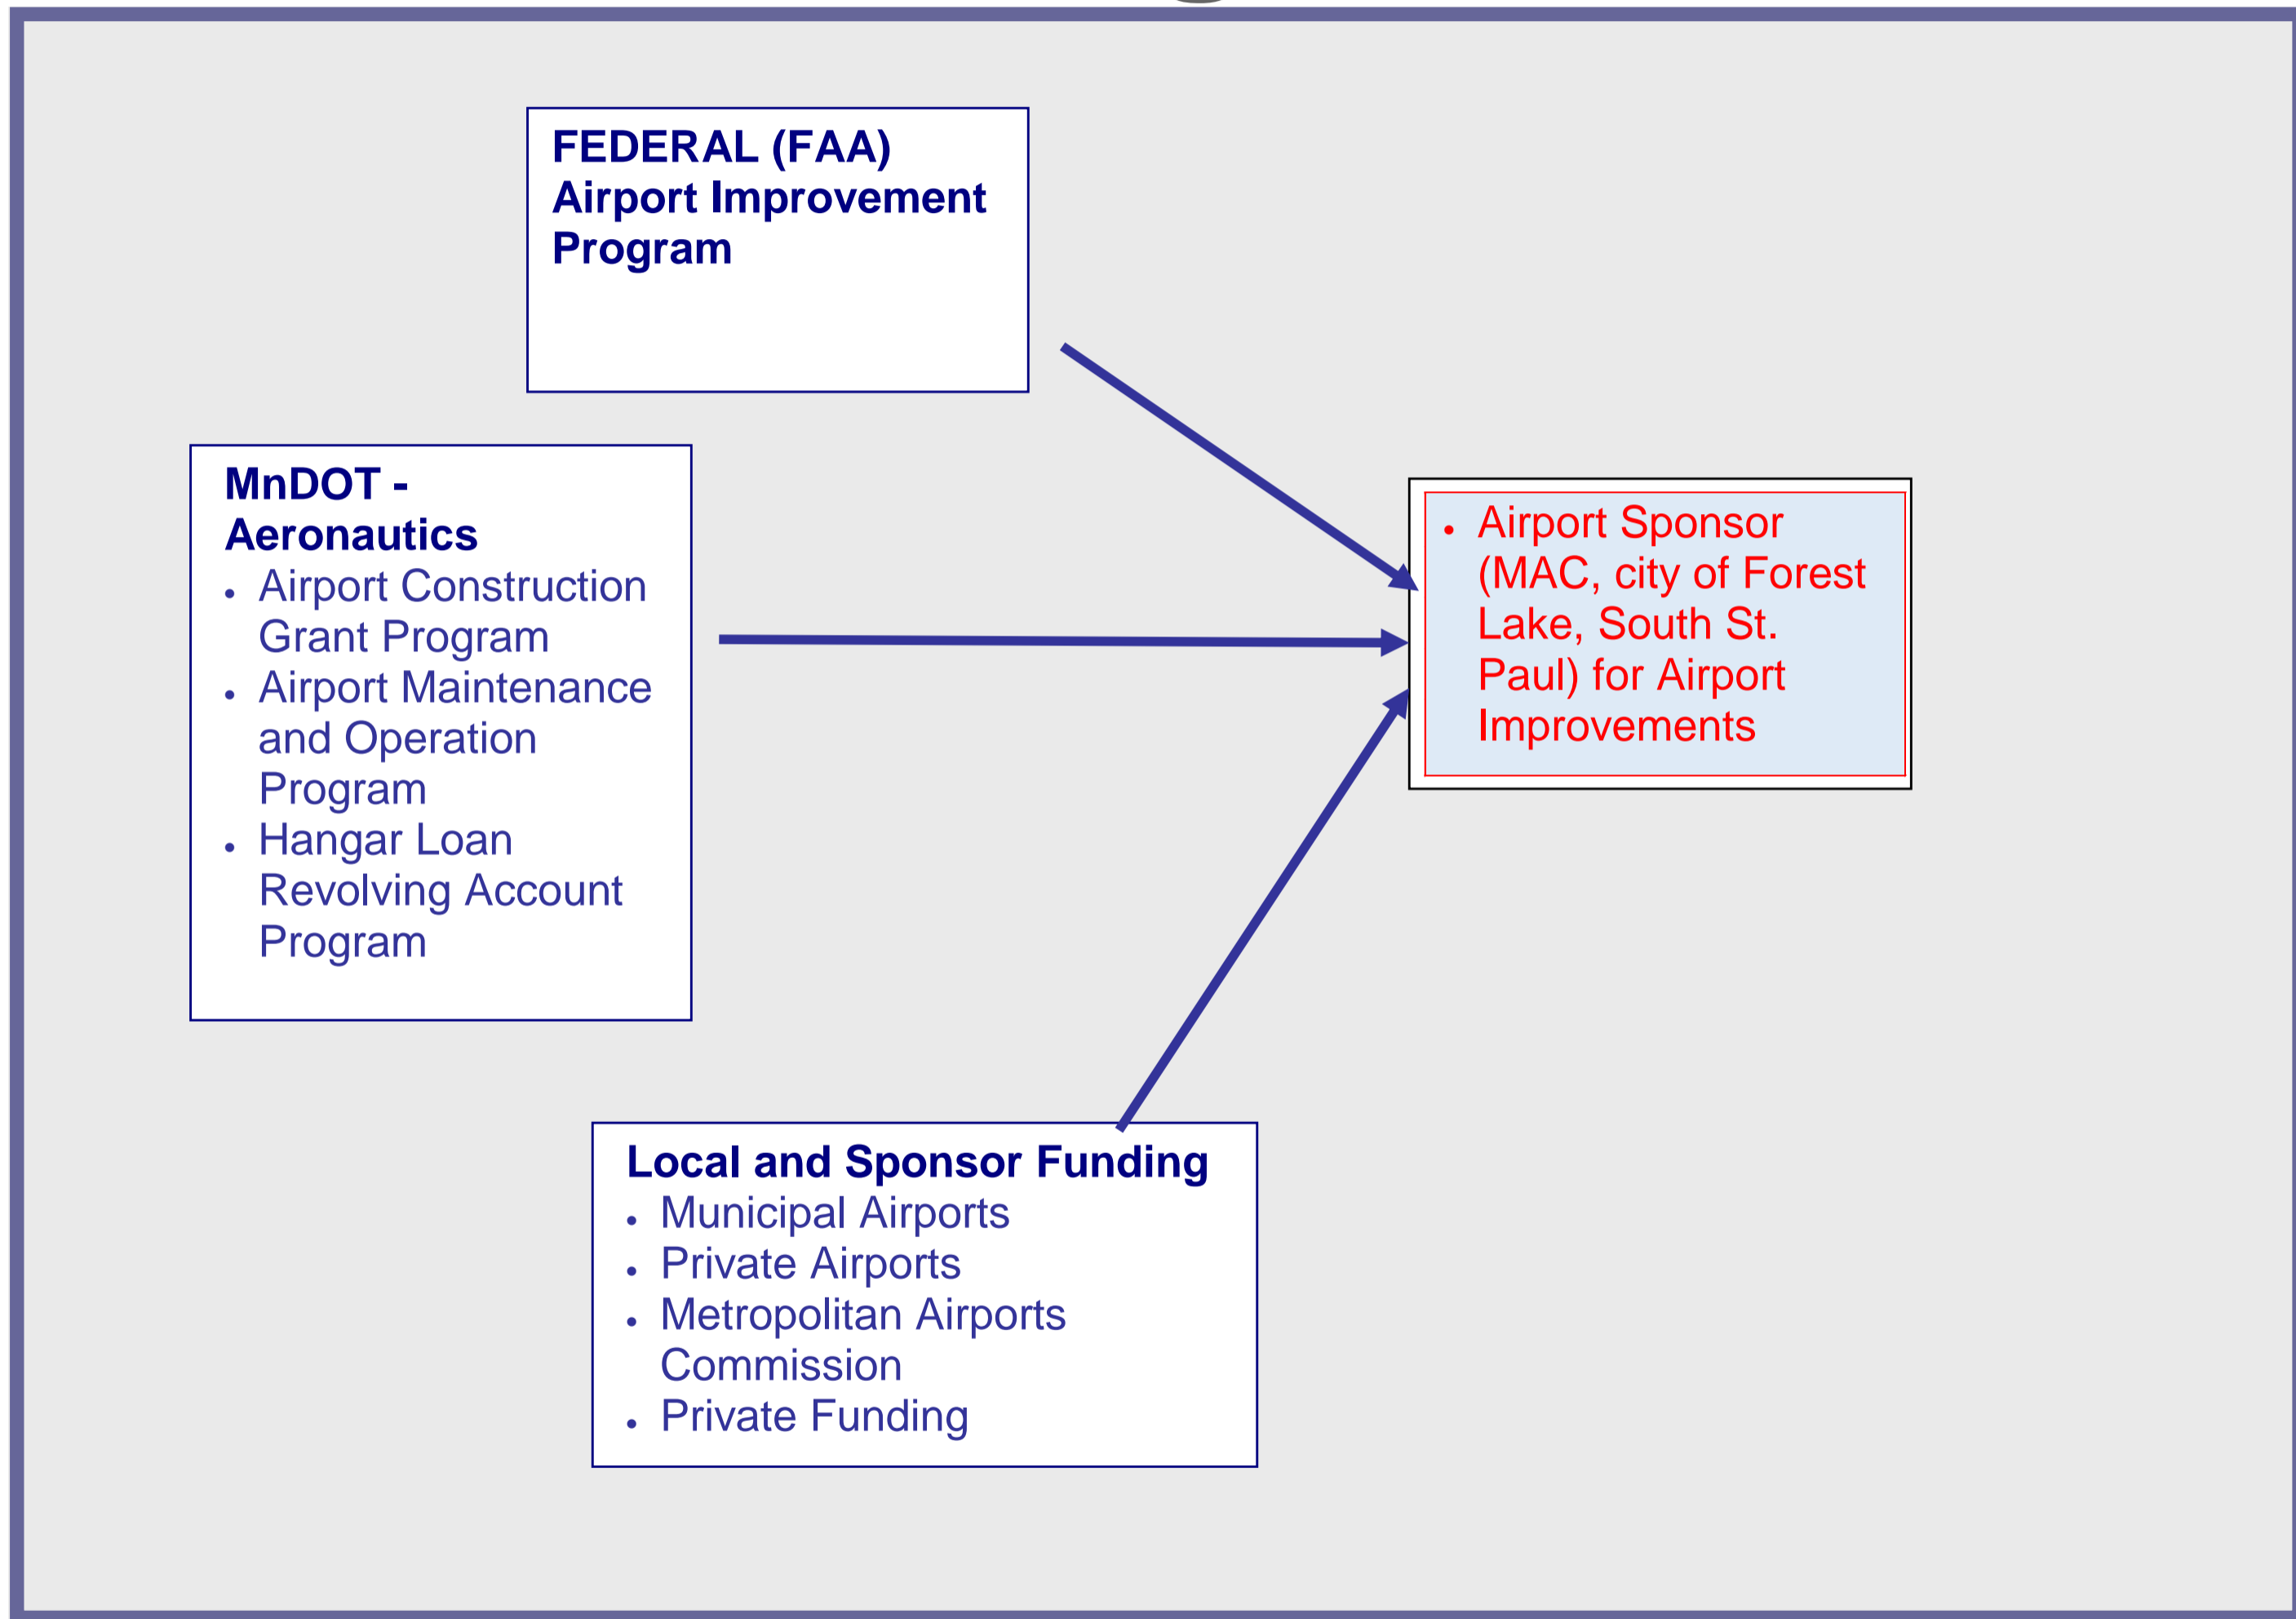 FEDERAL (FAA)
Airport Improvement
Program
MnDOT -
Aeronautics
• Airport Construction
Grant Program
• Airport Maintenance
and Operation
Program
• Hangar Loan
Revolving Account
Program
• Airport Sponsor
(MAC, city of Forest
Lake, South St.
Paul) for Airport
Improvements
Local and Sponsor Funding
• Municipal Airports
• Private Airports
• Metropolitan Airports
Commission
• Private Funding